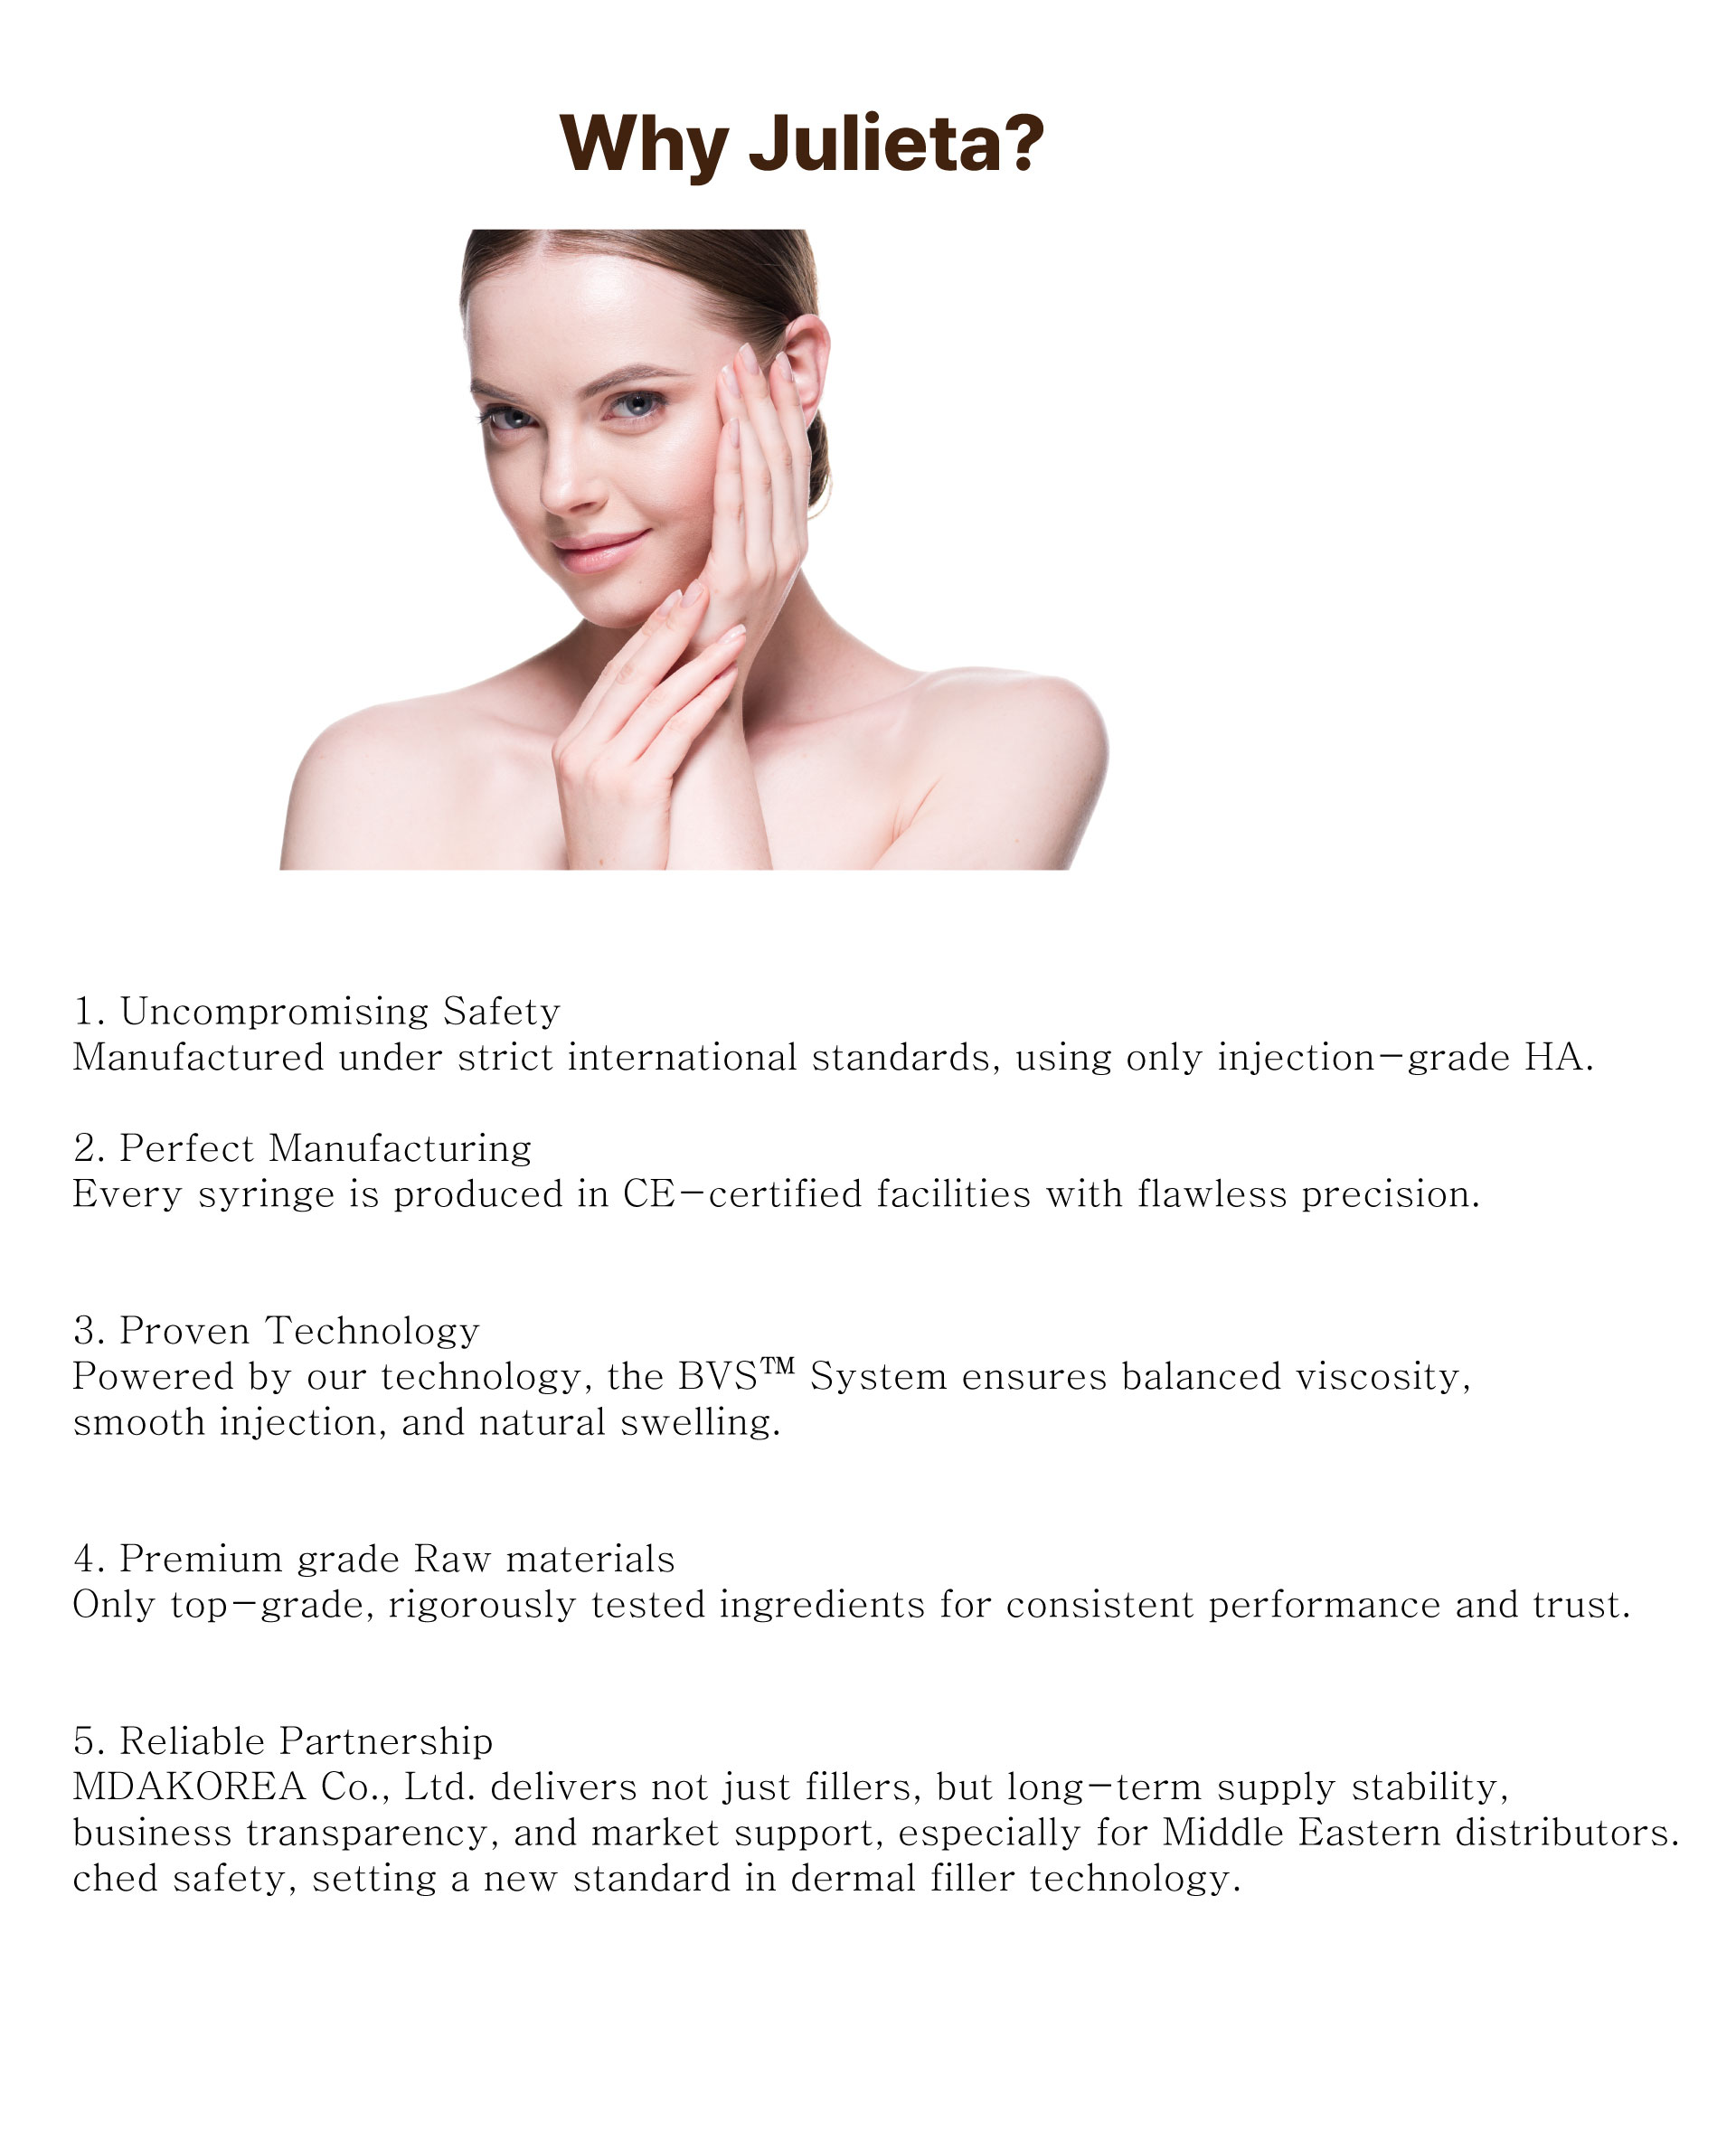 Why Julieta?
1. Uncompromising Safety
Manufactured under strict international standards, using only injection-grade HA.
2. Perfect Manufacturing
Every syringe is produced in CE-certified facilities with flawless precision.
3. Proven Technology
Powered by our technology, the BVS™ System ensures balanced viscosity,
smooth injection, and natural swelling.
4. Premium grade Raw materials
Only top-grade, rigorously tested ingredients for consistent performance and trust.
5. Reliable Partnership
MDAKOREA Co., Ltd. delivers not just fillers, but long-term supply stability,
business transparency, and market support, especially for Middle Eastern distributors.
ched safety, setting a new standard in dermal filler technology.